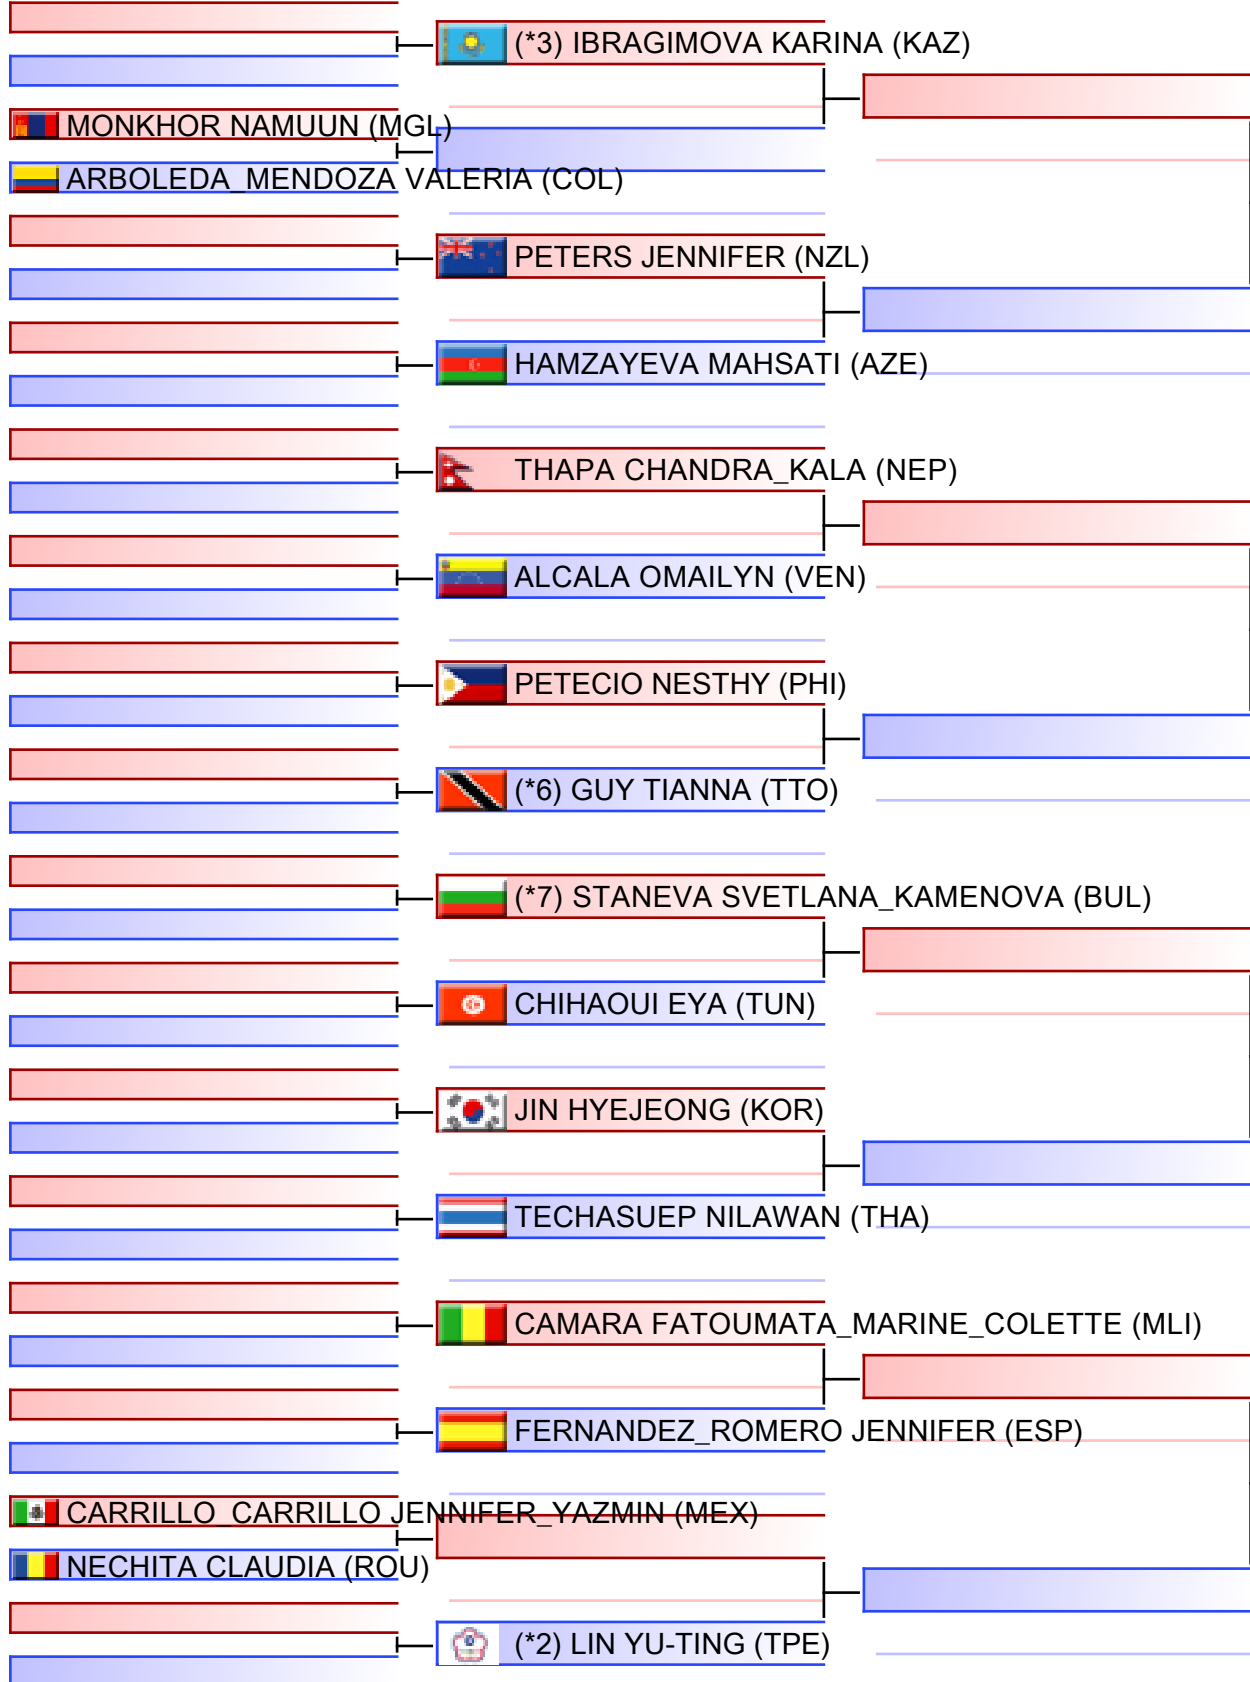 (*3) IBRAGIMOVA KARINA (KAZ)
MONKHOR NAMUUN (MGL)
ARBOLEDA_MENDOZA VALERIA (COL)
PETERS JENNIFER (NZL)
HAMZAYEVA MAHSATI (AZE)
THAPA CHANDRA_KALA (NEP)
ALCALA OMAILYN (VEN)
PETECIO NESTHY (PHI)
(*6) GUY TIANNA (TTO)
(*7) STANEVA SVETLANA_KAMENOVA (BUL)
CHIHAOUI EYA (TUN)
JIN HYEJEONG (KOR)
TECHASUEP NILAWAN (THA)
CAMARA FATOUMATA_MARINE_COLETTE (MLI)
FERNANDEZ_ROMERO JENNIFER (ESP)
CARRILLO_CARRILLO JENNIFER_YAZMIN (MEX)
NECHITA CLAUDIA (ROU)
(*2) LIN YU-TING (TPE)